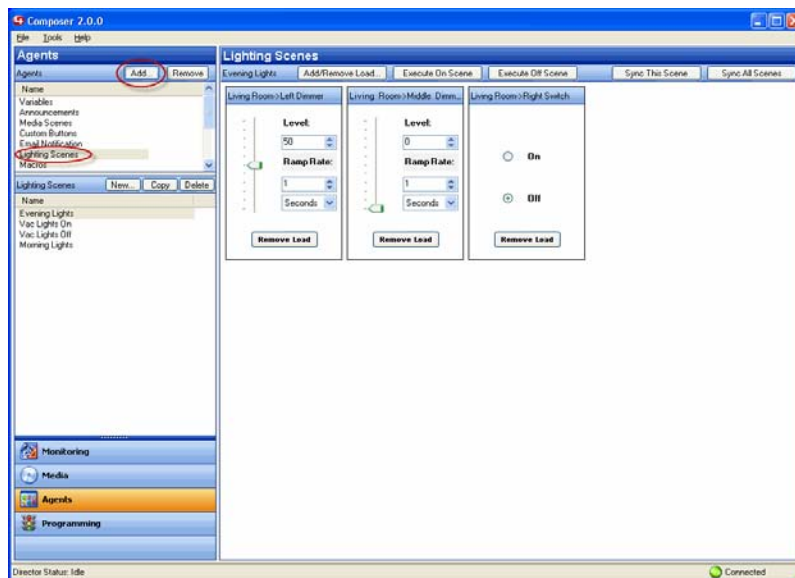 Composer 2.0.0
File Tools Help
Agents
Agents Add... Remove
Name
Variables
Announcements
Media Scenes
Custom Buttons
Email Notification
Lighting Scenes
Macros
Lighting Scenes New... Copy Delete
Name
Evening Lights
Vac Lights On
Vac Lights Off
Morning Lights
Monitoring
Media
Agents
Programming
Lighting Scenes
Evening Lights Add/Remove Load... Execute On Scene Execute Off Scene Sync This Scene Sync All Scenes
Living Room>Left Dimmer
Level:
50
Ramp Rate:
1
Seconds
Remove Load
Living Room>Middle Dimm...
Level:
0
Ramp Rate:
1
Seconds
Remove Load
Living Room>Right Switch
On
Off
Remove Load
Director Status: Idle
Connected